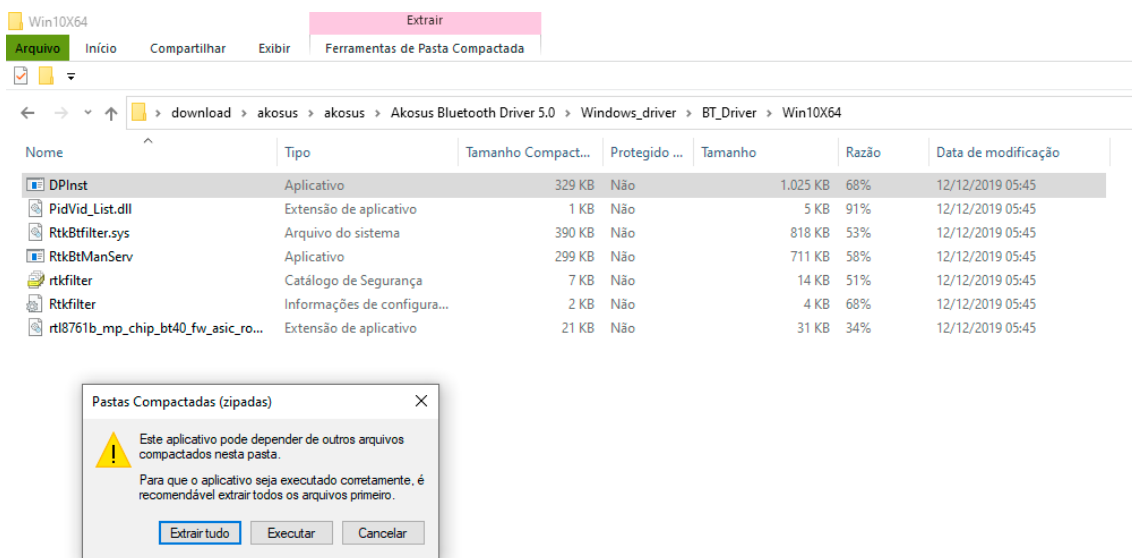 Win10X64
Extrair
Arquivo Início Compartilhar Exibir Ferramentas de Pasta Compactada
download > akosus > akosus > Akosus Bluetooth Driver 5.0 > Windows_driver > BT_Driver > Win10X64
Nome Tipo Tamanho Compact... Protegido ... Tamanho Razão Data de modificação
DPInst Aplicativo 329 KB Não 1.025 KB 68% 12/12/2019 05:45
PidVid_List.dll Extensão de aplicativo 1 KB Não 5 KB 91% 12/12/2019 05:45
RtkBtfilter.sys Arquivo do sistema 390 KB Não 818 KB 53% 12/12/2019 05:45
RtkBtManServ Aplicativo 299 KB Não 711 KB 58% 12/12/2019 05:45
rtkfilter Catálogo de Segurança 7 KB Não 14 KB 51% 12/12/2019 05:45
Rtkfilter Informações de configura... 2 KB Não 4 KB 68% 12/12/2019 05:45
rtl8761b_mp_chip_bt40_fw_asic_ro... Extensão de aplicativo 21 KB Não 31 KB 34% 12/12/2019 05:45
Pastas Compactadas (zipadas)
Este aplicativo pode depender de outros arquivos
compactados nesta pasta.
Para que o aplicativo seja executado corretamente, é
recomendável extrair todos os arquivos primeiro.
Extrair tudo Executar Cancelar